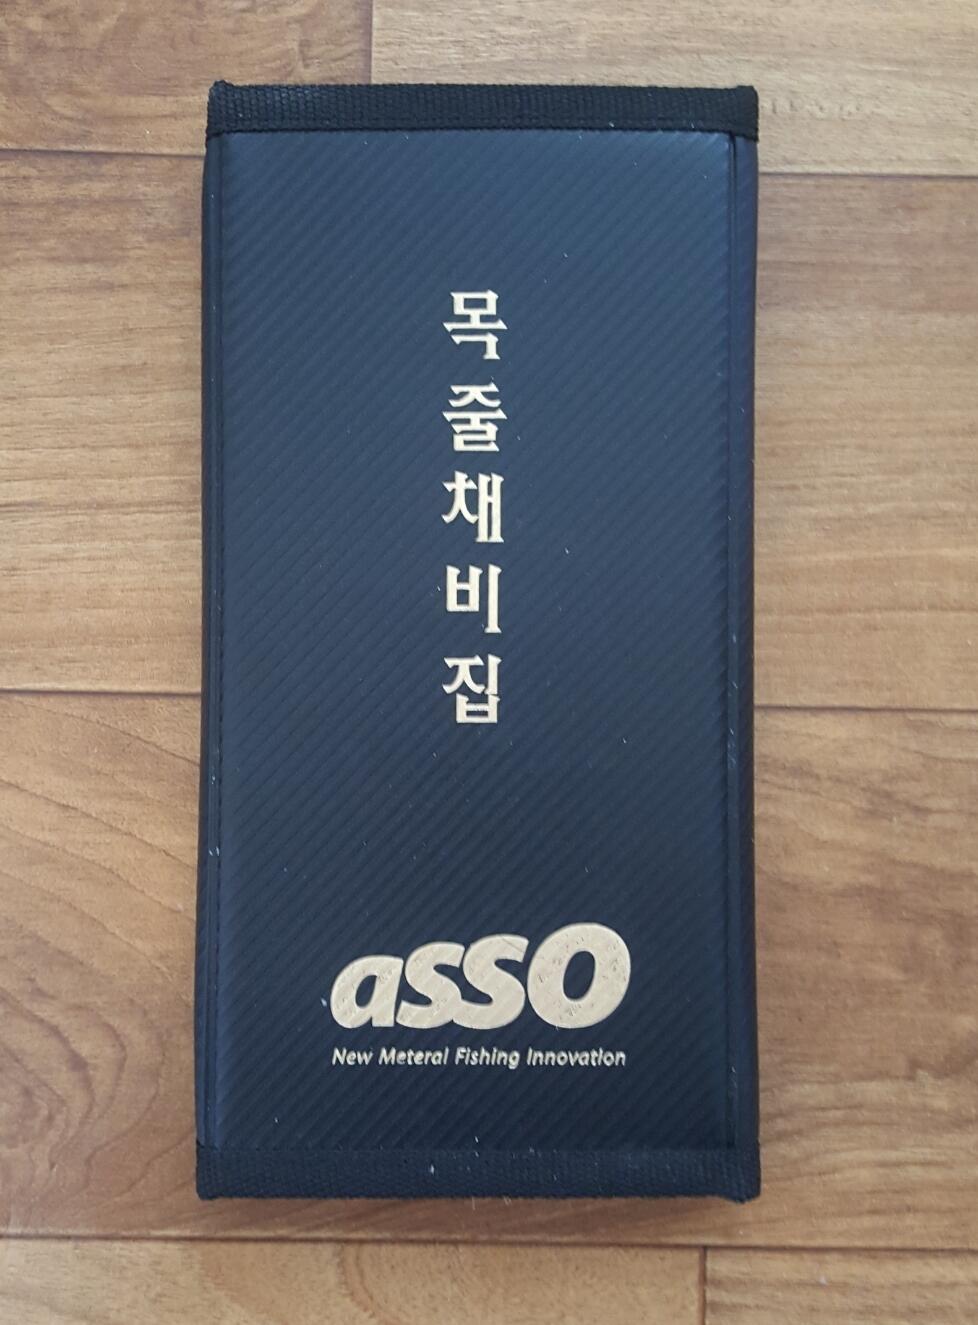 목줄채비집
asso
New Meteral Fishing Innovation